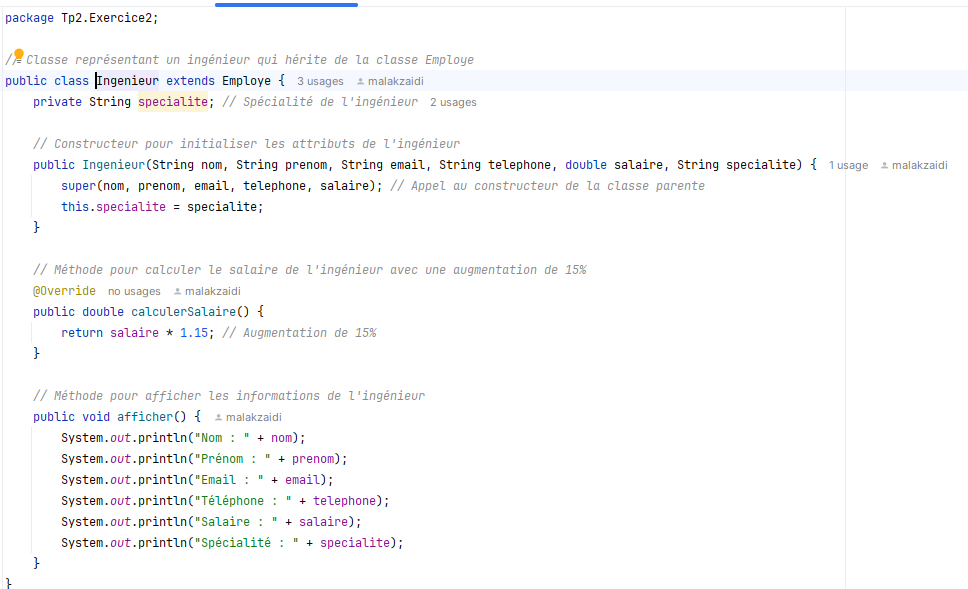 package Tp2.Exercice2;
// Classe représentant un ingénieur qui hérite de la classe Employe
public class Ingenieur extends Employe { 3 usages malakzaidi
private String specialite; // Spécialité de l'ingénieur 2 usages
// Constructeur pour initialiser les attributs de l'ingénieur
public Ingenieur(String nom, String prenom, String email, String telephone, double salaire, String specialite) { 1 usage malakzaidi
super(nom, prenom, email, telephone, salaire); // Appel au constructeur de la classe parente
this.specialite = specialite;
}
// Méthode pour calculer le salaire de l'ingénieur avec une augmentation de 15%
@Override no usages malakzaidi
public double calculerSalaire() {
return salaire * 1.15; // Augmentation de 15%
}
// Méthode pour afficher les informations de l'ingénieur
public void afficher() { malakzaidi
System.out.println("Nom : " + nom);
System.out.println("Prénom : " + prenom);
System.out.println("Email : " + email);
System.out.println("Téléphone : " + telephone);
System.out.println("Salaire : " + salaire);
System.out.println("Spécialité : " + specialite);
}
}